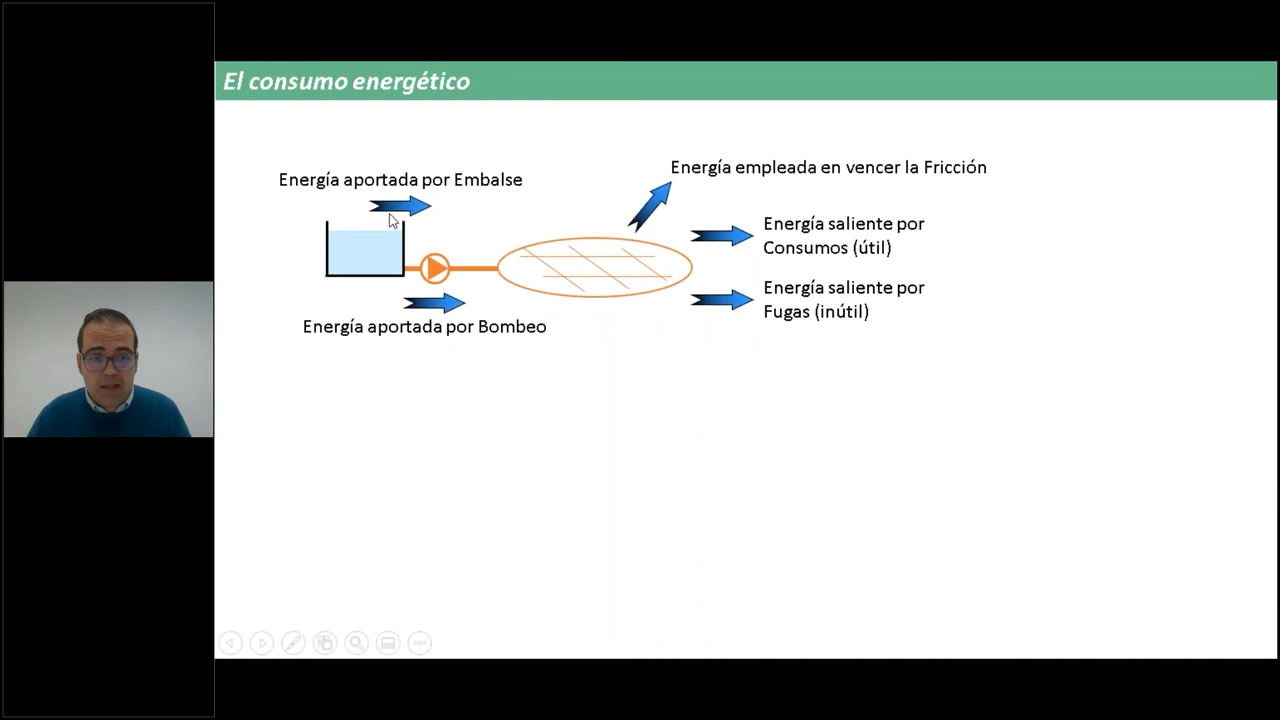 El consumo energético
Energía empleada en vencer la Fricción
Energía aportada por Embalse
Energía saliente por
Consumos (útil)
Energía saliente por
Fugas (inútil)
Energía aportada por Bombeo